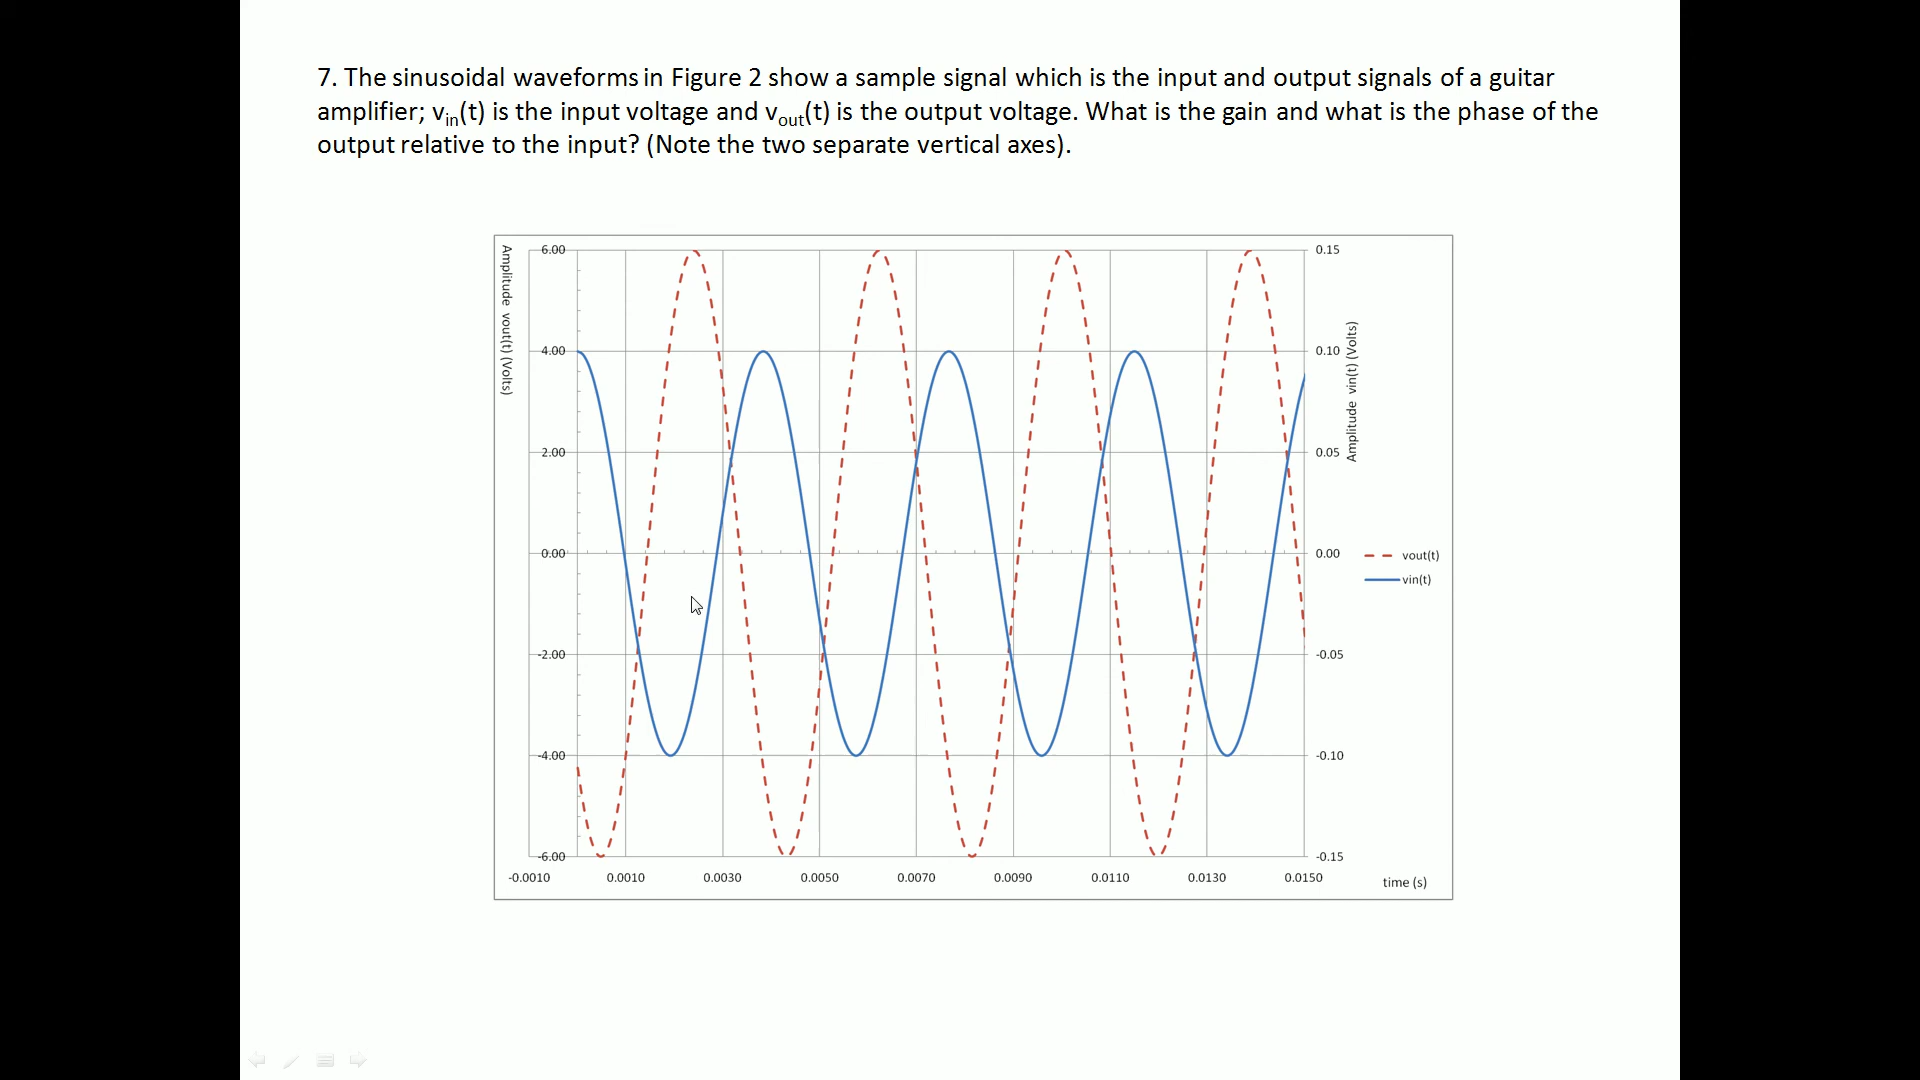 7. The sinusoidal waveforms in Figure 2 show a sample signal which is the input and output signals of a guitar
amplifier; vin(t) is the input voltage and vout(t) is the output voltage. What is the gain and what is the phase of the
output relative to the input? (Note the two separate vertical axes).
Amplitude vout(t) (Volts)
6.00
4.00
2.00
0.00
-2.00
-4.00
-6.00
0.15
0.10
0.05
0.00
-0.05
-0.10
-0.15
Amplitude vin(t) (Volts)
vout(t)
vin(t)
-0.0010 0.0010 0.0030 0.0050 0.0070 0.0090 0.0110 0.0130 0.0150
time (s)